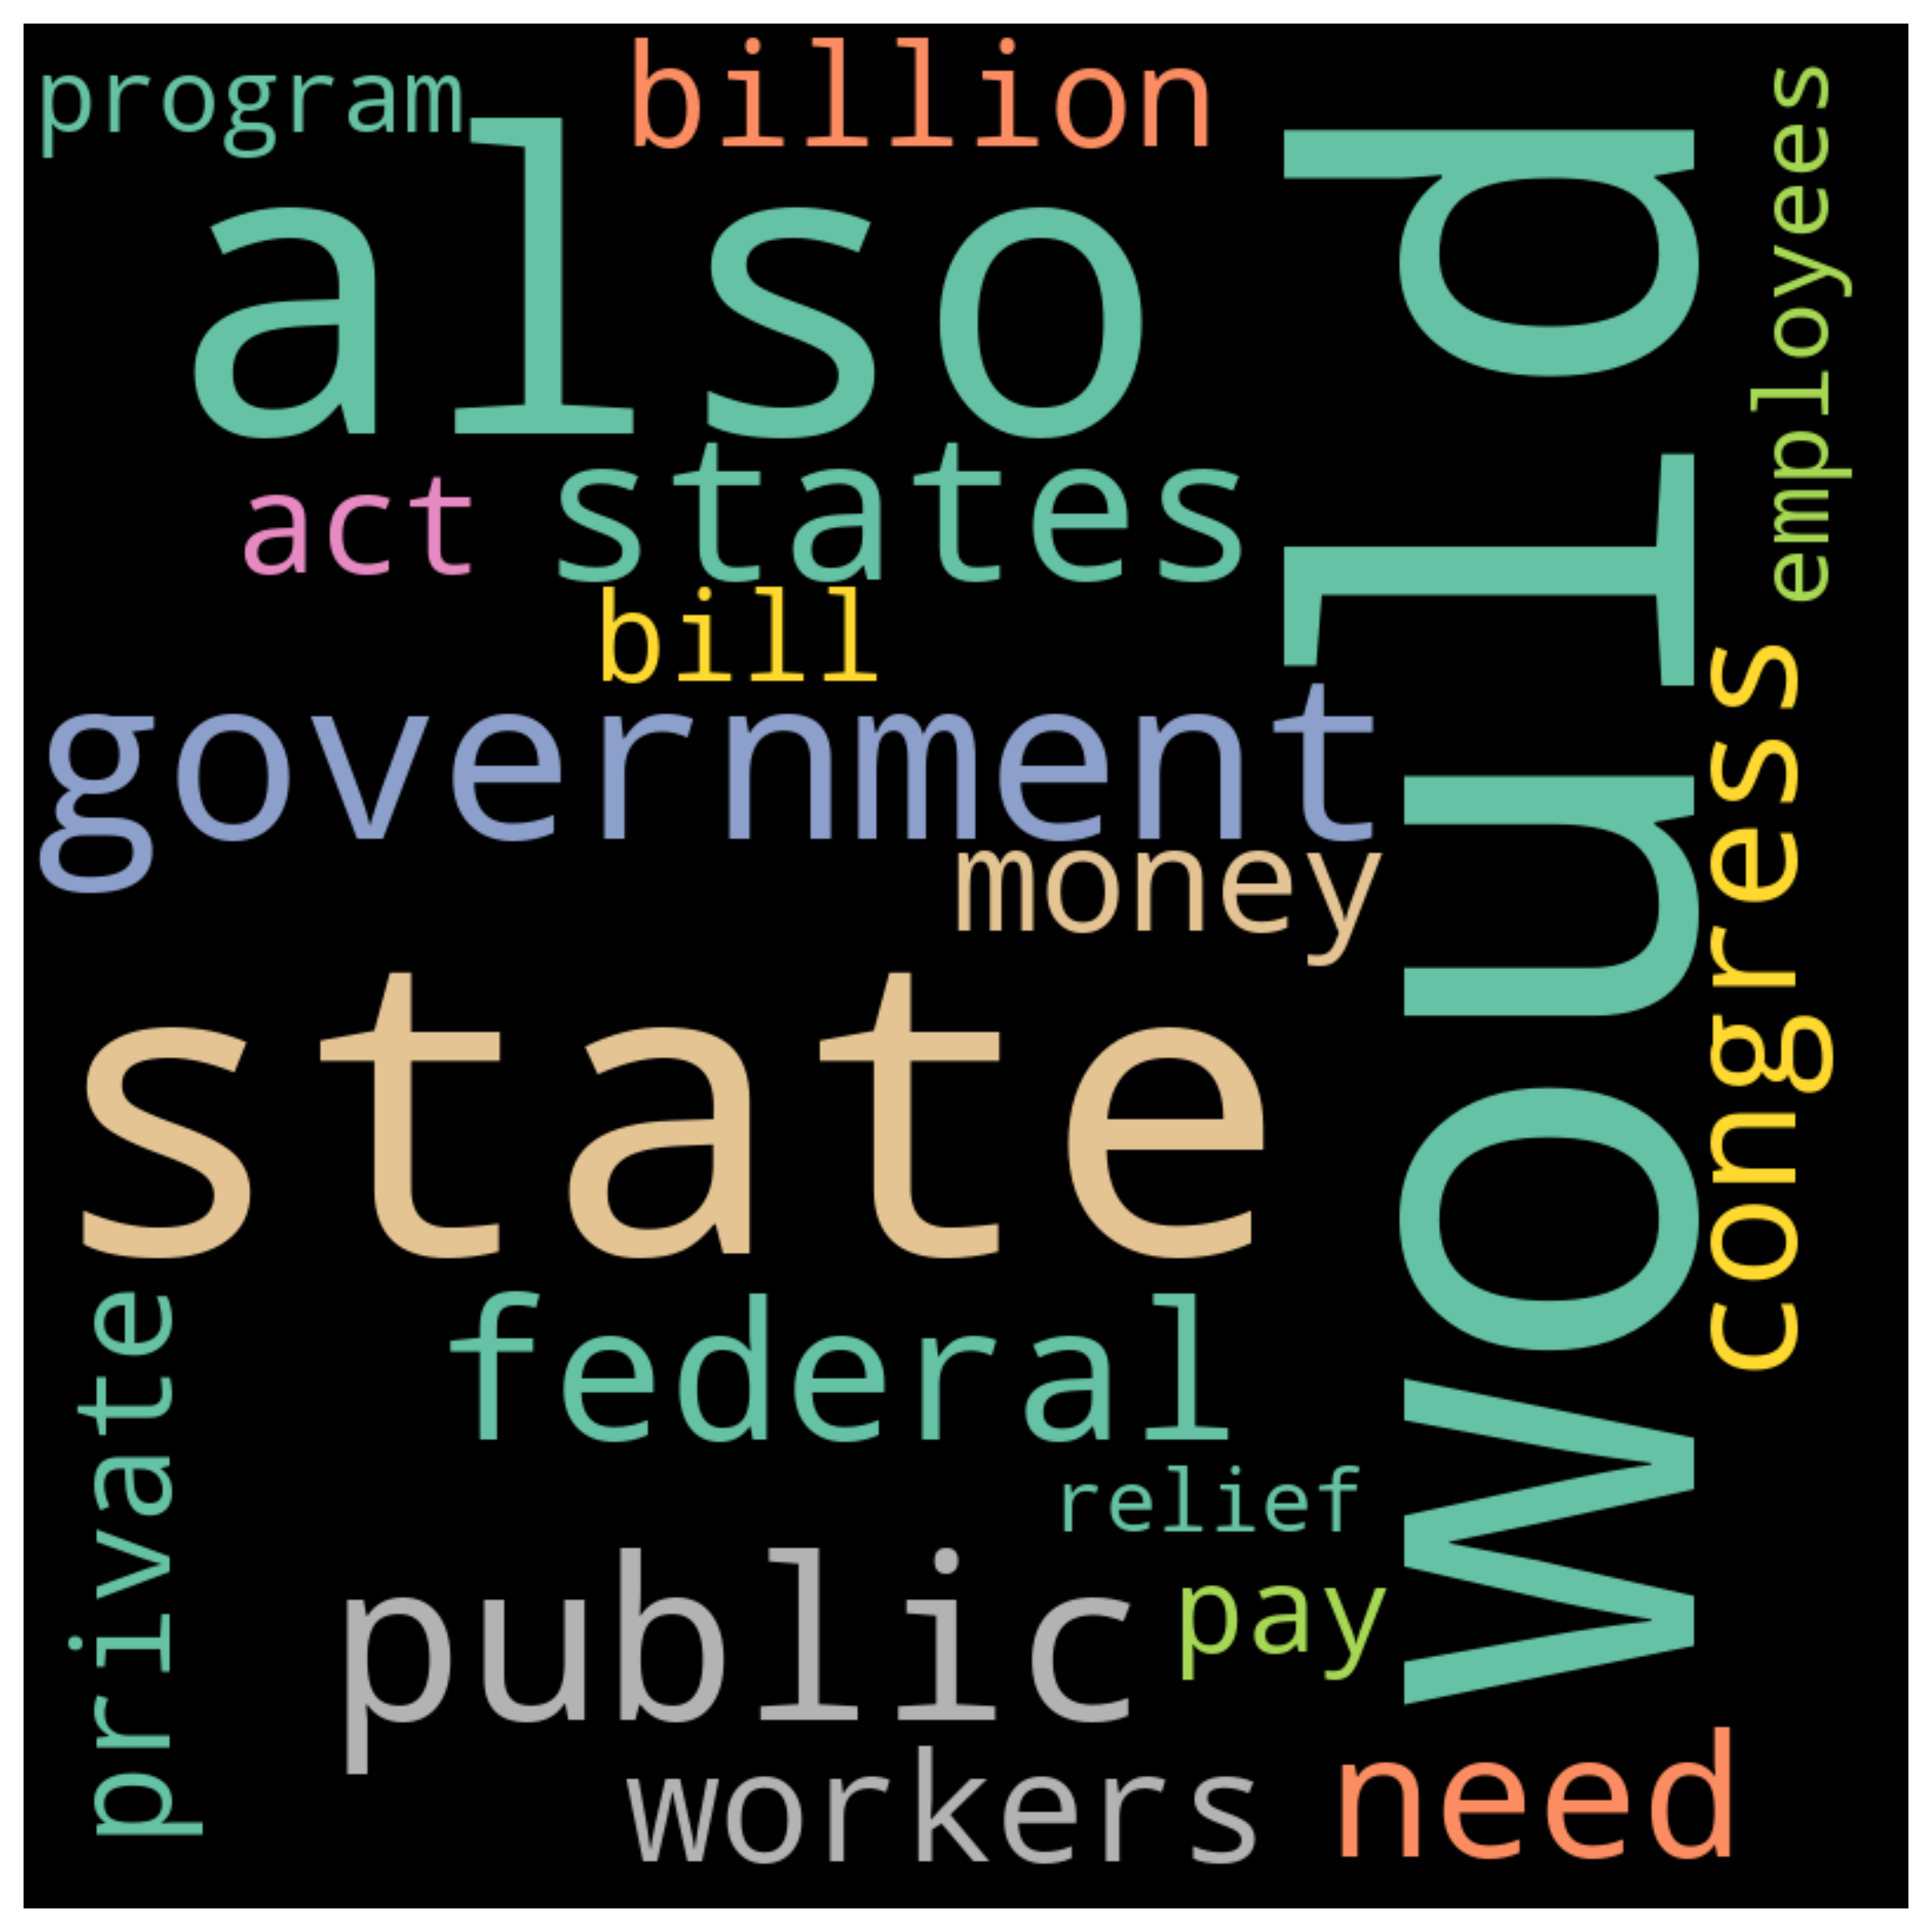 program
billion
also
would
employees
act
states
bill
government
congress
money
state
private
federal
relief
public
pay
workers
need